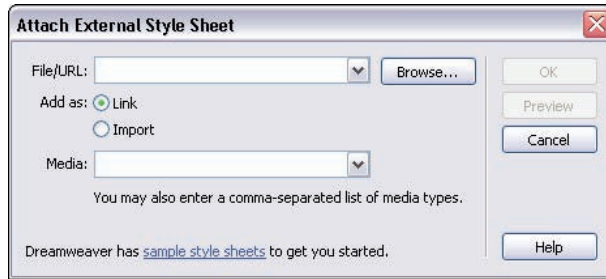 Attach External Style Sheet
File/URL:
Browse...
OK
Add as:
Link
Preview
Import
Cancel
Media:
You may also enter a comma-separated list of media types.
Dreamweaver has sample style sheets to get you started.
Help